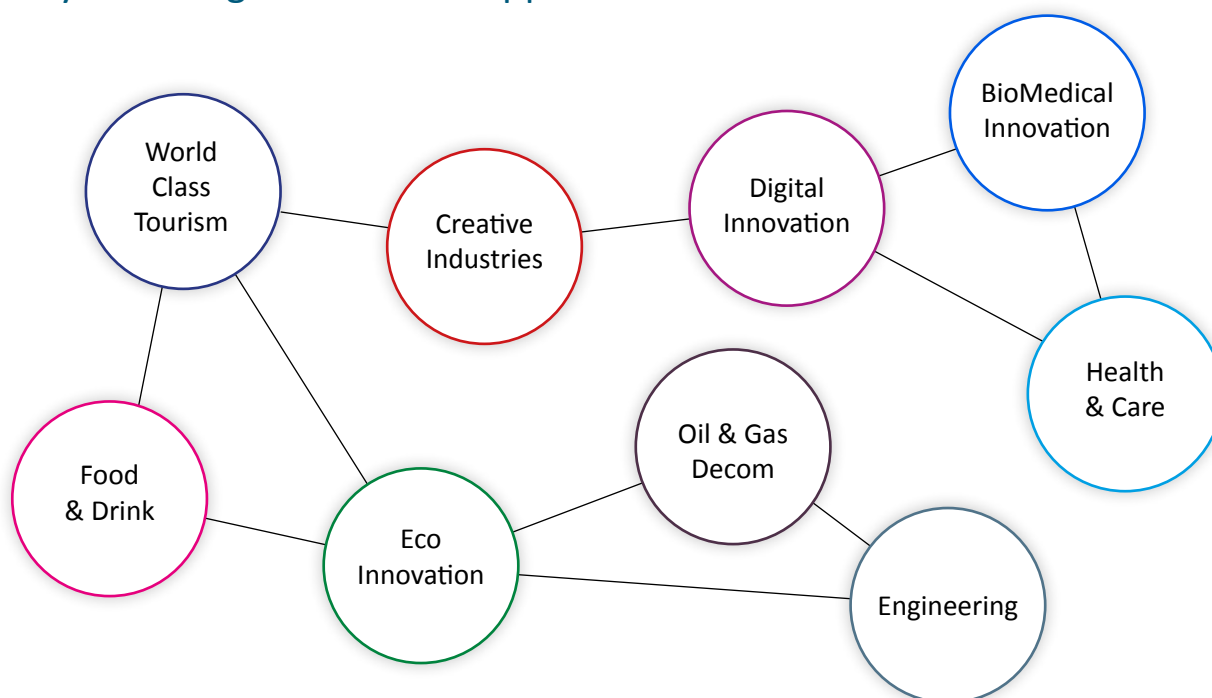 World
Class
Tourism
Creative
Industries
Digital
Innovation
BioMedical
Innovation
Health
& Care
Oil & Gas
Decom
Food
& Drink
Eco
Innovation
Engineering